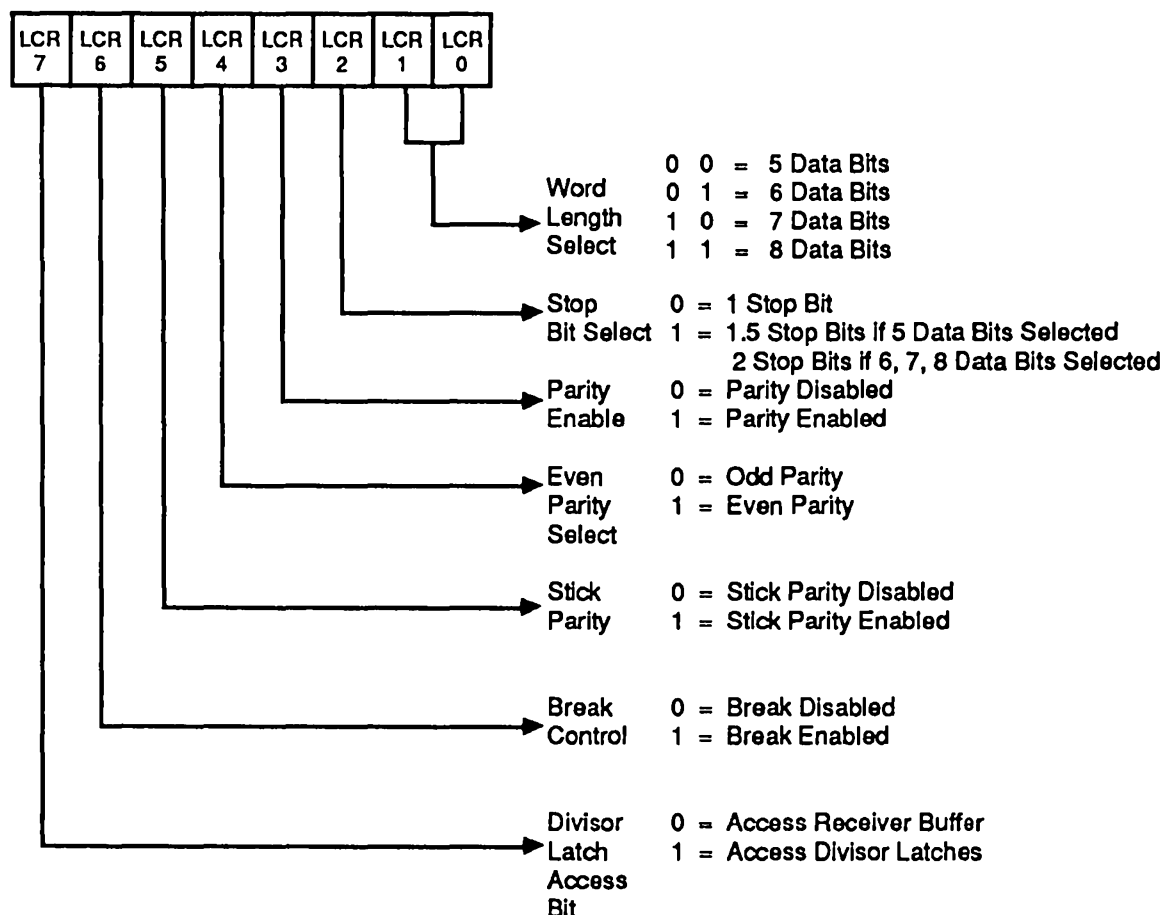 LCR LCR LCR LCR LCR LCR LCR LCR
7 6 5 4 3 2 1 0
0 0 = 5 Data Bits
Word 0 1 = 6 Data Bits
Length 1 0 = 7 Data Bits
Select 1 1 = 8 Data Bits
Stop 0 = 1 Stop Bit
Bit Select 1 = 1.5 Stop Bits if 5 Data Bits Selected
2 Stop Bits if 6, 7, 8 Data Bits Selected
Parity 0 = Parity Disabled
Enable 1 = Parity Enabled
Even 0 = Odd Parity
Parity 1 = Even Parity
Select
Stick 0 = Stick Parity Disabled
Parity 1 = Stick Parity Enabled
Break 0 = Break Disabled
Control 1 = Break Enabled
Divisor 0 = Access Receiver Buffer
Latch 1 = Access Divisor Latches
Access
Bit